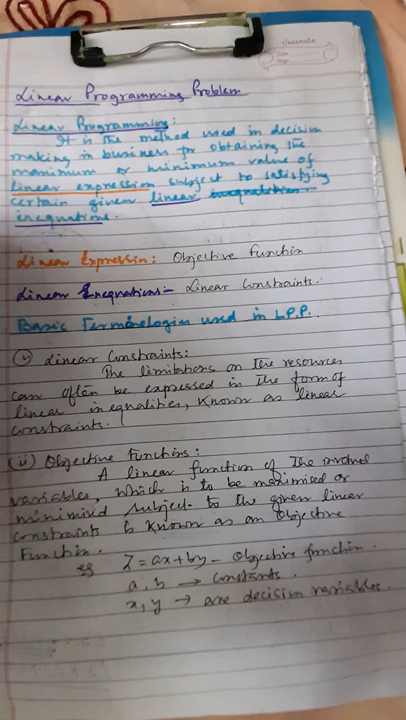 classmate
Date
Page
Linear Programming Problem
Linear Programming:
It is the method used in decision
making in business for obtaining the
maximum or minimum value of
linear expression subject to satisfying
certain given linear inequalities
inequations.
Linear Expression: Objective Function
Linear Inequations:- Linear Constraints.
Basic Terminologies used in L.P.P.
(i) Linear Constraints:
The limitations on the resources
can often be expressed in the form of
linear inequalities, known as linear
constraints.
(ii) Objective Functions:
A linear function of the involved
variables, which is to be maximised or
minimised subject to the given linear
constraints is known as an Objective
Function.
eg Z = ax + by - Objective function.
a, b → constants.
x, y → are decision variables.